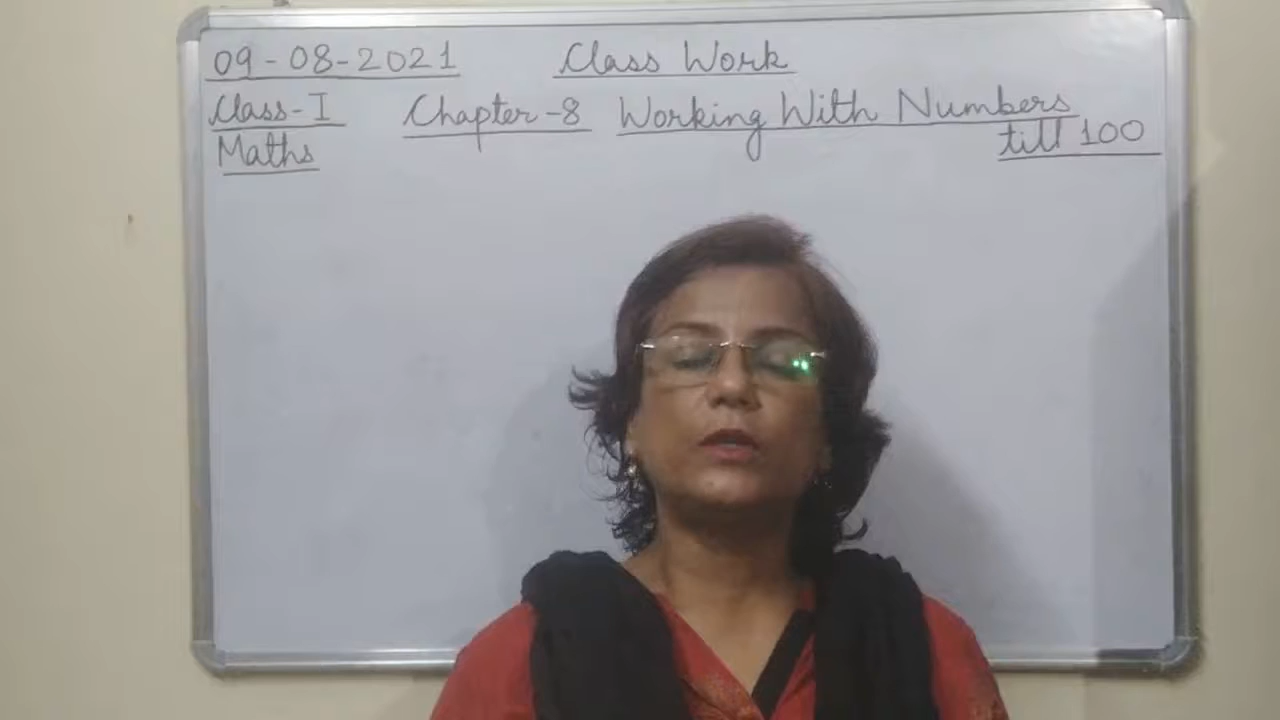 09-08-2021 Class Work
Class-I Chapter-8 Working With Numbers
Maths till 100